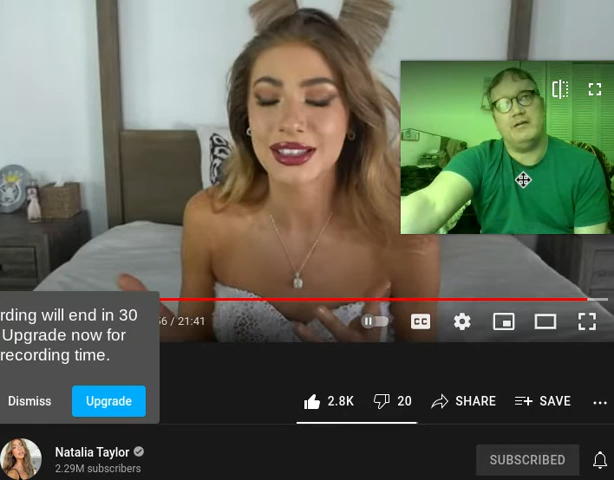 rding will end in 30
Upgrade now for
recording time.
56 / 21:41
CC
Dismiss
Upgrade
2.8K
20
SHARE
SAVE
Natalia Taylor
2.29M subscribers
SUBSCRIBED